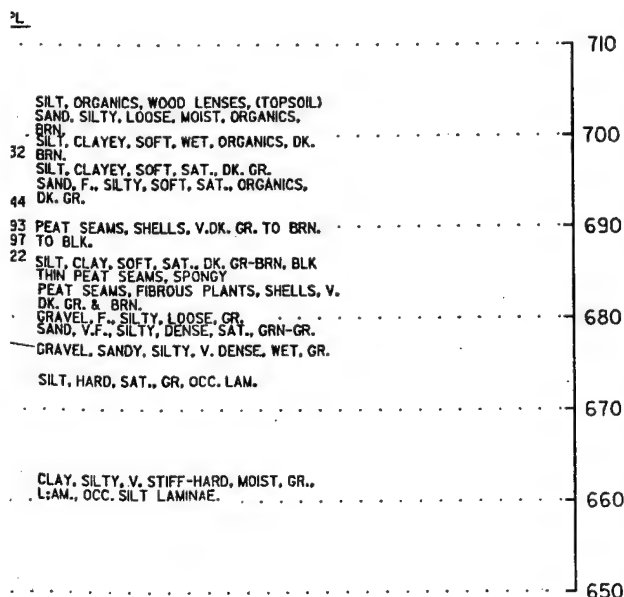 PL
710
SILT, ORGANICS, WOOD LENSES, (TOPSOIL)
SAND, SILTY, LOOSE, MOIST, ORGANICS,
BRN.
SILT, CLAYEY, SOFT, WET, ORGANICS, DK.
700
32 BRN.
SILT, CLAYEY, SOFT, SAT., DK. GR.
SAND, F., SILTY, SOFT, SAT., ORGANICS,
44 DK. GR.
93 PEAT SEAMS, SHELLS, V.DK. GR. TO BRN.
690
97 TO BLK.
22 SILT, CLAY, SOFT, SAT., DK. GR-BRN, BLK
THIN PEAT SEAMS, SPONGY
PEAT SEAMS, FIBROUS PLANTS, SHELLS, V.
DK. GR. & BRN.
GRAVEL, F., SILTY, LOOSE, GR.
680
SAND, V.F., SILTY, DENSE, SAT., GRN-GR.
GRAVEL, SANDY, SILTY, V. DENSE, WET, GR.
SILT, HARD, SAT., GR, OCC. LAM.
670
CLAY, SILTY, V. STIFF-HARD, MOIST, GR.,
L:AM., OCC. SILT LAMINAE.
660
650